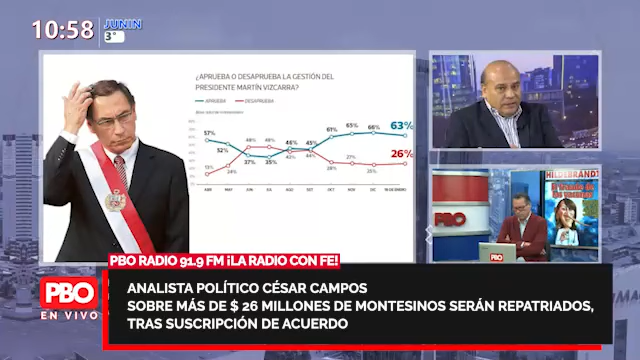 10:58
JUNIN
3°
¿APRUEBA O DESAPRUEBA LA GESTIÓN DEL
PRESIDENTE MARTÍN VIZCARRA?
APRUEBA
DESAPRUEBA
57%
52%
48%
48%
46%
45%
61%
65%
66%
63%
13%
24%
37%
35%
28%
27%
25%
26%
ABR
MAY
JUN
JUL
AGO
SEP
OCT
NOV
DIC
HILDEBRANDT
PBO
PBO
PBO RADIO 91.9 FM ¡LA RADIO CON FE!
PBO
EN VIVO
ANALISTA POLÍTICO CÉSAR CAMPOS
SOBRE MÁS DE $ 26 MILLONES DE MONTESINOS SERÁN REPATRIADOS,
TRAS SUSCRIPCIÓN DE ACUERDO